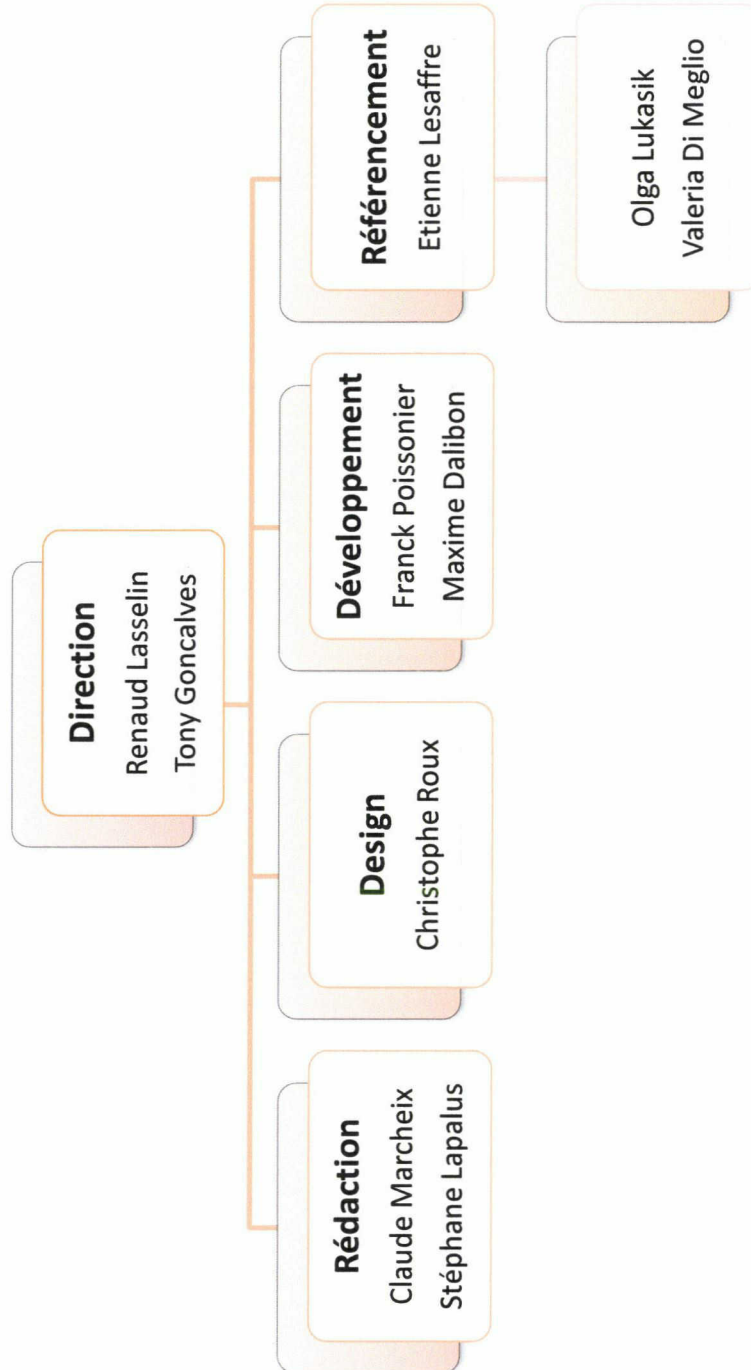 Direction
Renaud Lasselin
Tony Goncalves
Rédaction
Claude Marcheix
Stéphane Lapalus
Design
Christophe Roux
Développement
Franck Poissonier
Maxime Dalibon
Référencement
Etienne Lesaffre
Olga Lukasik
Valeria Di Meglio